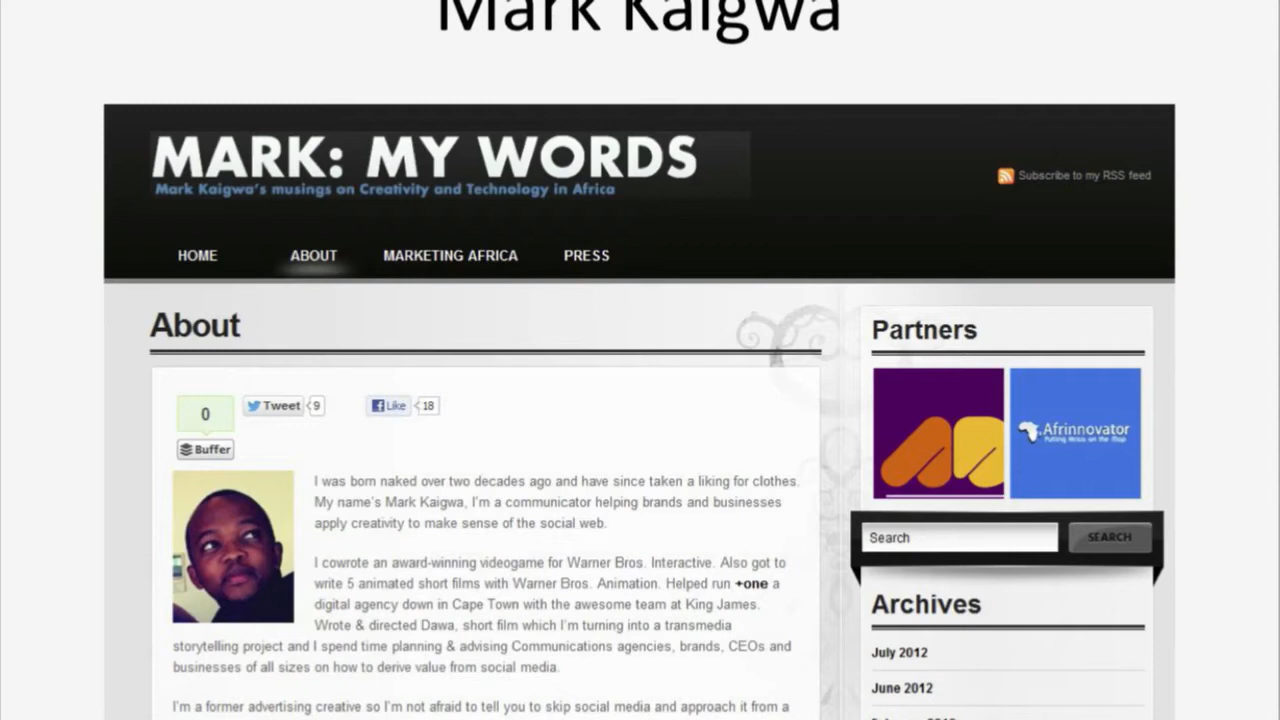 Mark Kaigwa
MARK: MY WORDS
Mark Kaigwa's musings on Creativity and Technology in Africa
Subscribe to my RSS feed
HOME ABOUT MARKETING AFRICA PRESS
About
0
Tweet 9
Like 18
Buffer
I was born naked over two decades ago and have since taken a liking for clothes.
My name's Mark Kaigwa, I'm a communicator helping brands and businesses
apply creativity to make sense of the social web.
I cowrote an award-winning videogame for Warner Bros. Interactive. Also got to
write 5 animated short films with Warner Bros. Animation. Helped run +one a
digital agency down in Cape Town with the awesome team at King James.
Wrote & directed Dawa, short film which I'm turning into a transmedia
storytelling project and I spend time planning & advising Communications agencies, brands, CEOs and
businesses of all sizes on how to derive value from social media.
I'm a former advertising creative so I'm not afraid to tell you to skip social media and approach it from a
Partners
Afrinnovator
Putting Africa on the Map
Search
SEARCH
Archives
July 2012
June 2012